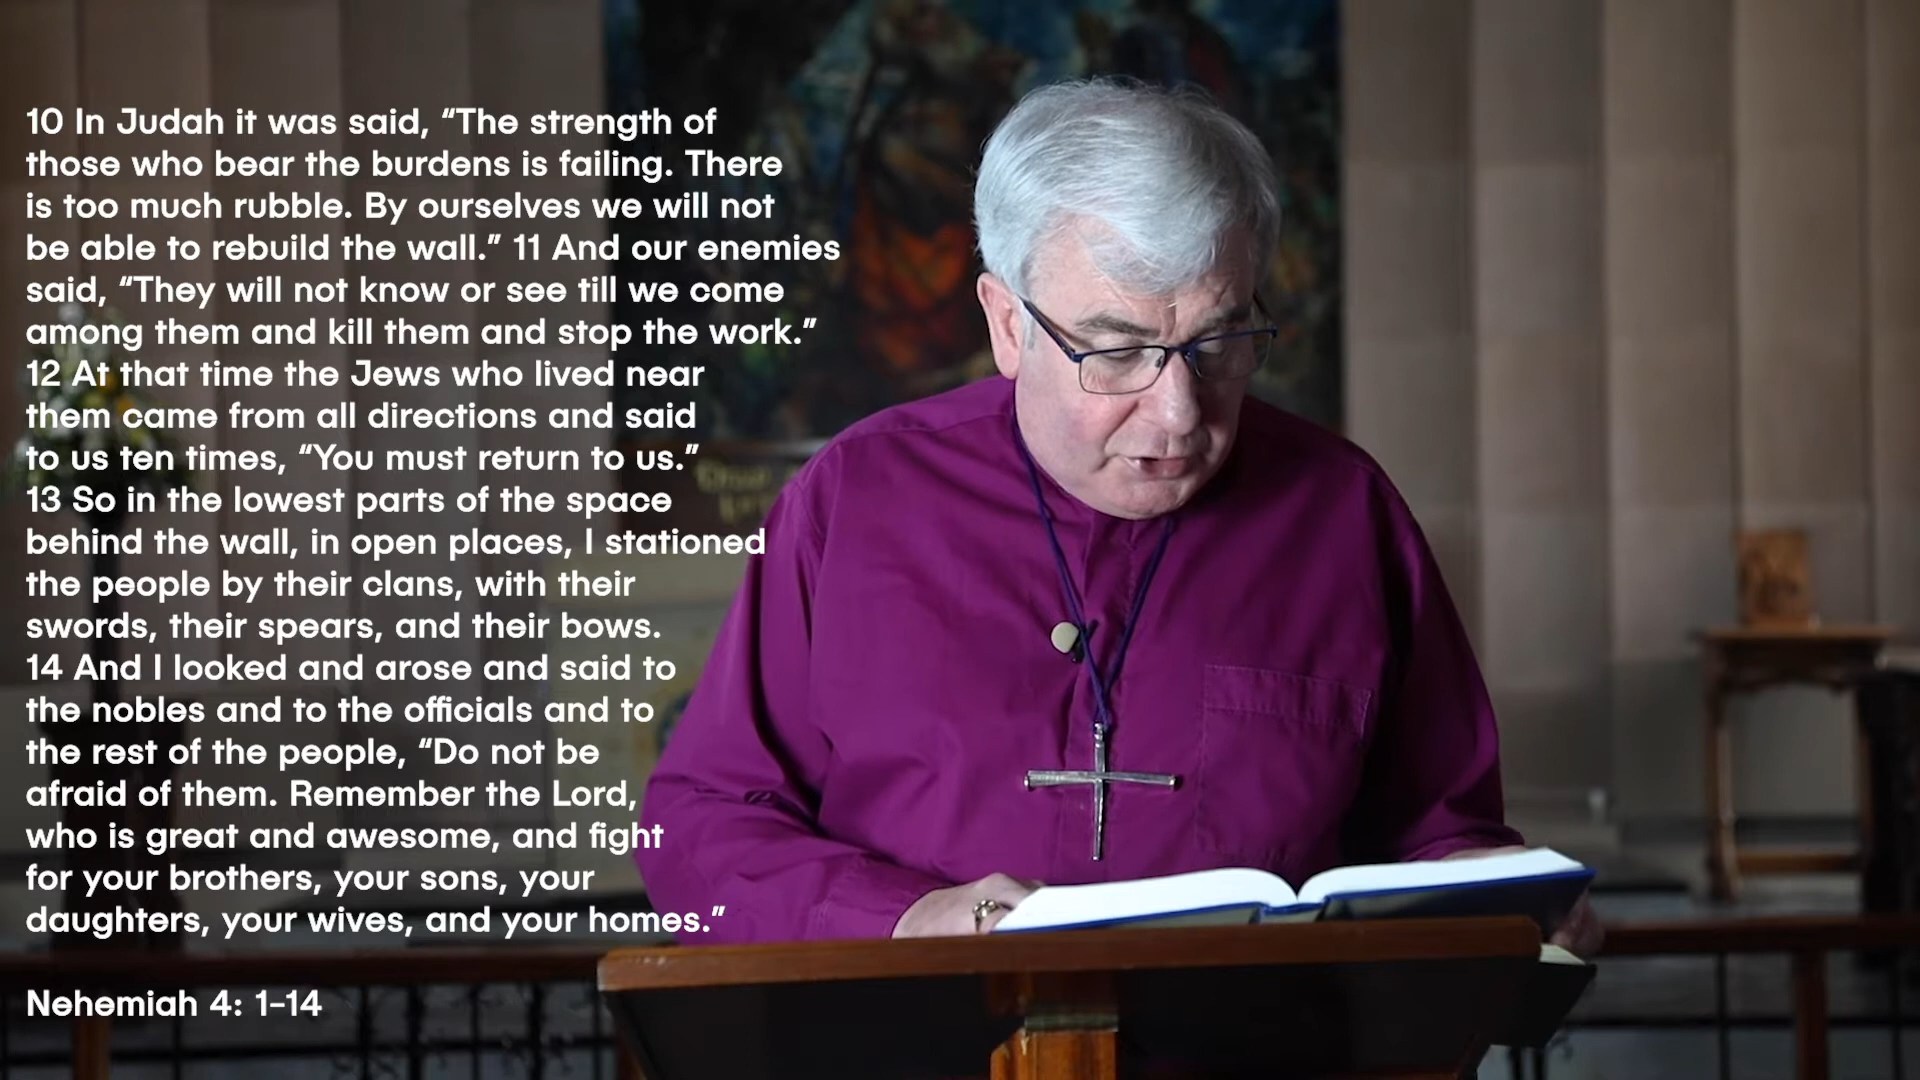 10 In Judah it was said, “The strength of
those who bear the burdens is failing. There
is too much rubble. By ourselves we will not
be able to rebuild the wall.” 11 And our enemies
said, “They will not know or see till we come
among them and kill them and stop the work.”
12 At that time the Jews who lived near
them came from all directions and said
to us ten times, “You must return to us.”
13 So in the lowest parts of the space
behind the wall, in open places, I stationed
the people by their clans, with their
swords, their spears, and their bows.
14 And I looked and arose and said to
the nobles and to the officials and to
the rest of the people, “Do not be
afraid of them. Remember the Lord,
who is great and awesome, and fight
for your brothers, your sons, your
daughters, your wives, and your homes.”
Nehemiah 4: 1-14